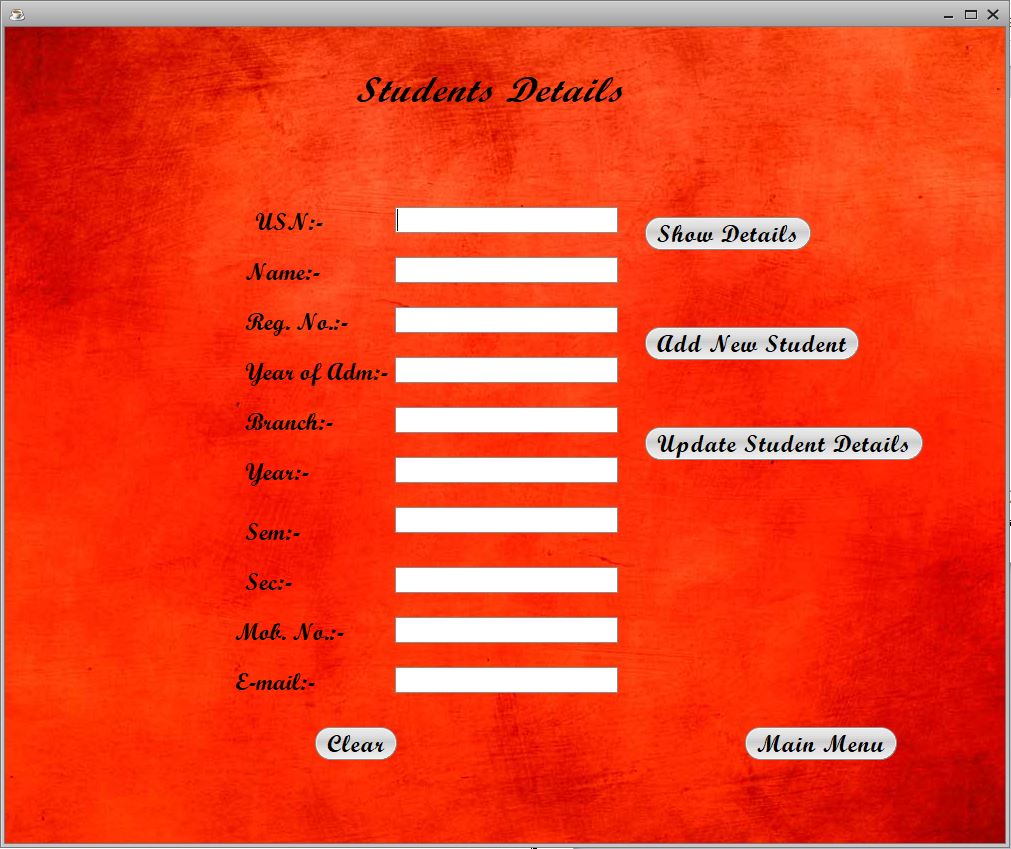 Students Details
USN:-
Show Details
Name:-
Reg. No.:-
Add New Student
Year of Adm:-
Branch:-
Update Student Details
Year:-
Sem:-
Sec:-
Mob. No.:-
E-mail:-
Clear
Main Menu